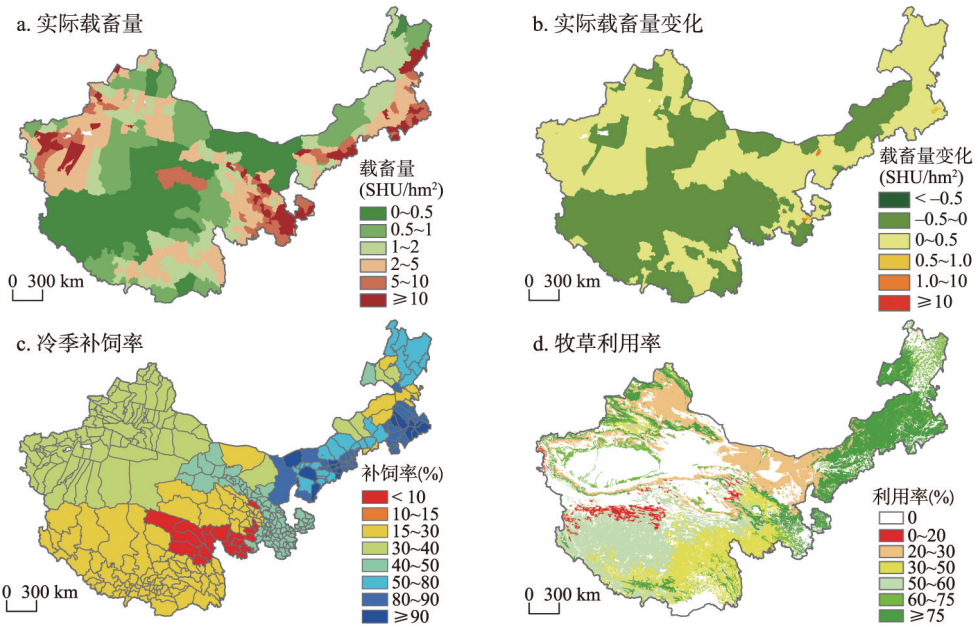 a. 实际载畜量
载畜量
(SHU/hm²)
0~0.5
0.5~1
1~2
2~5
5~10
≥10
0 300 km
b. 实际载畜量变化
载畜量变化
(SHU/hm²)
< –0.5
–0.5~0
0~0.5
0.5~1.0
1.0~10
≥10
0 300 km
c. 冷季补饲率
补饲率(%)
< 10
10~15
15~30
30~40
40~50
50~80
80~90
≥90
0 300 km
d. 牧草利用率
利用率(%)
0
0~20
20~30
30~50
50~60
60~75
≥75
0 300 km